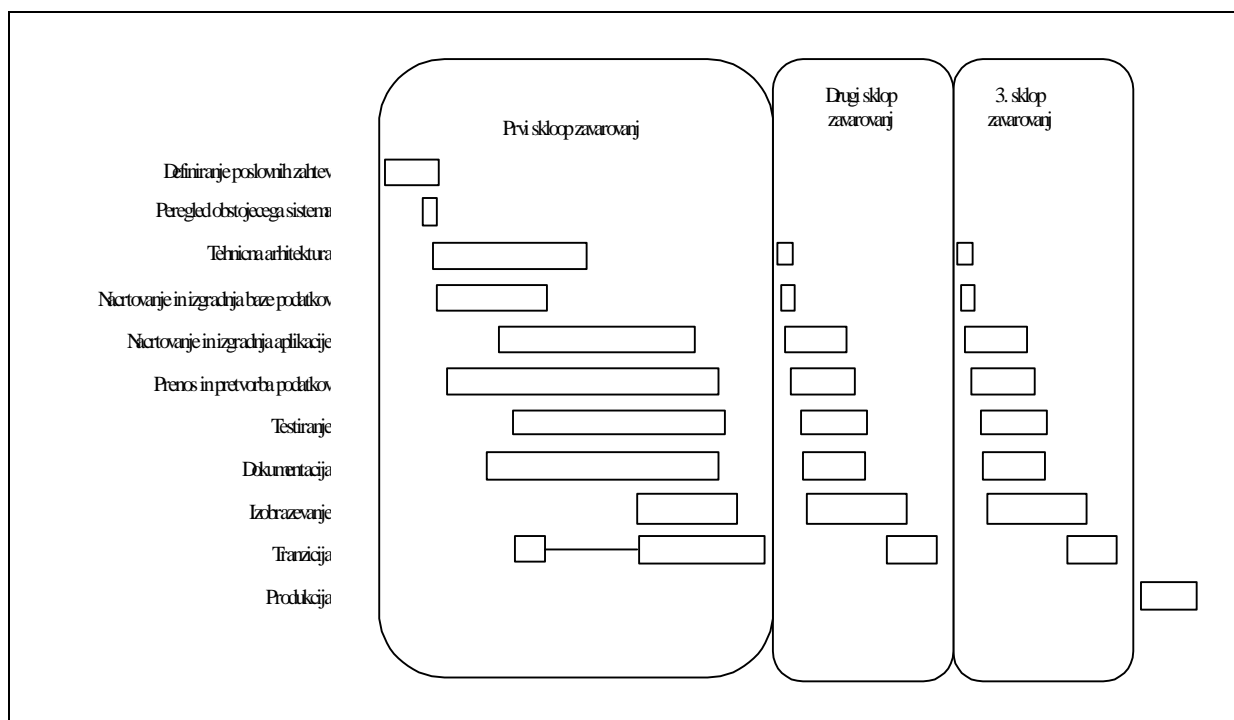 Prvi skloop zavarovanj
Drugi sklop
zavarovanj
3. sklop
zavarovanj
Definiranje poslovnih zahtev
Peregled obstojecega sistema
Tehnicna arhitektura
Nacrtovanje in izgradnja baze podatkov
Nacrtovanje in izgradnja aplikacije
Prenos in pretvorba podatkov
Testiranje
Dokumentacija
Izobrazevanje
Tranzicija
Produkcija